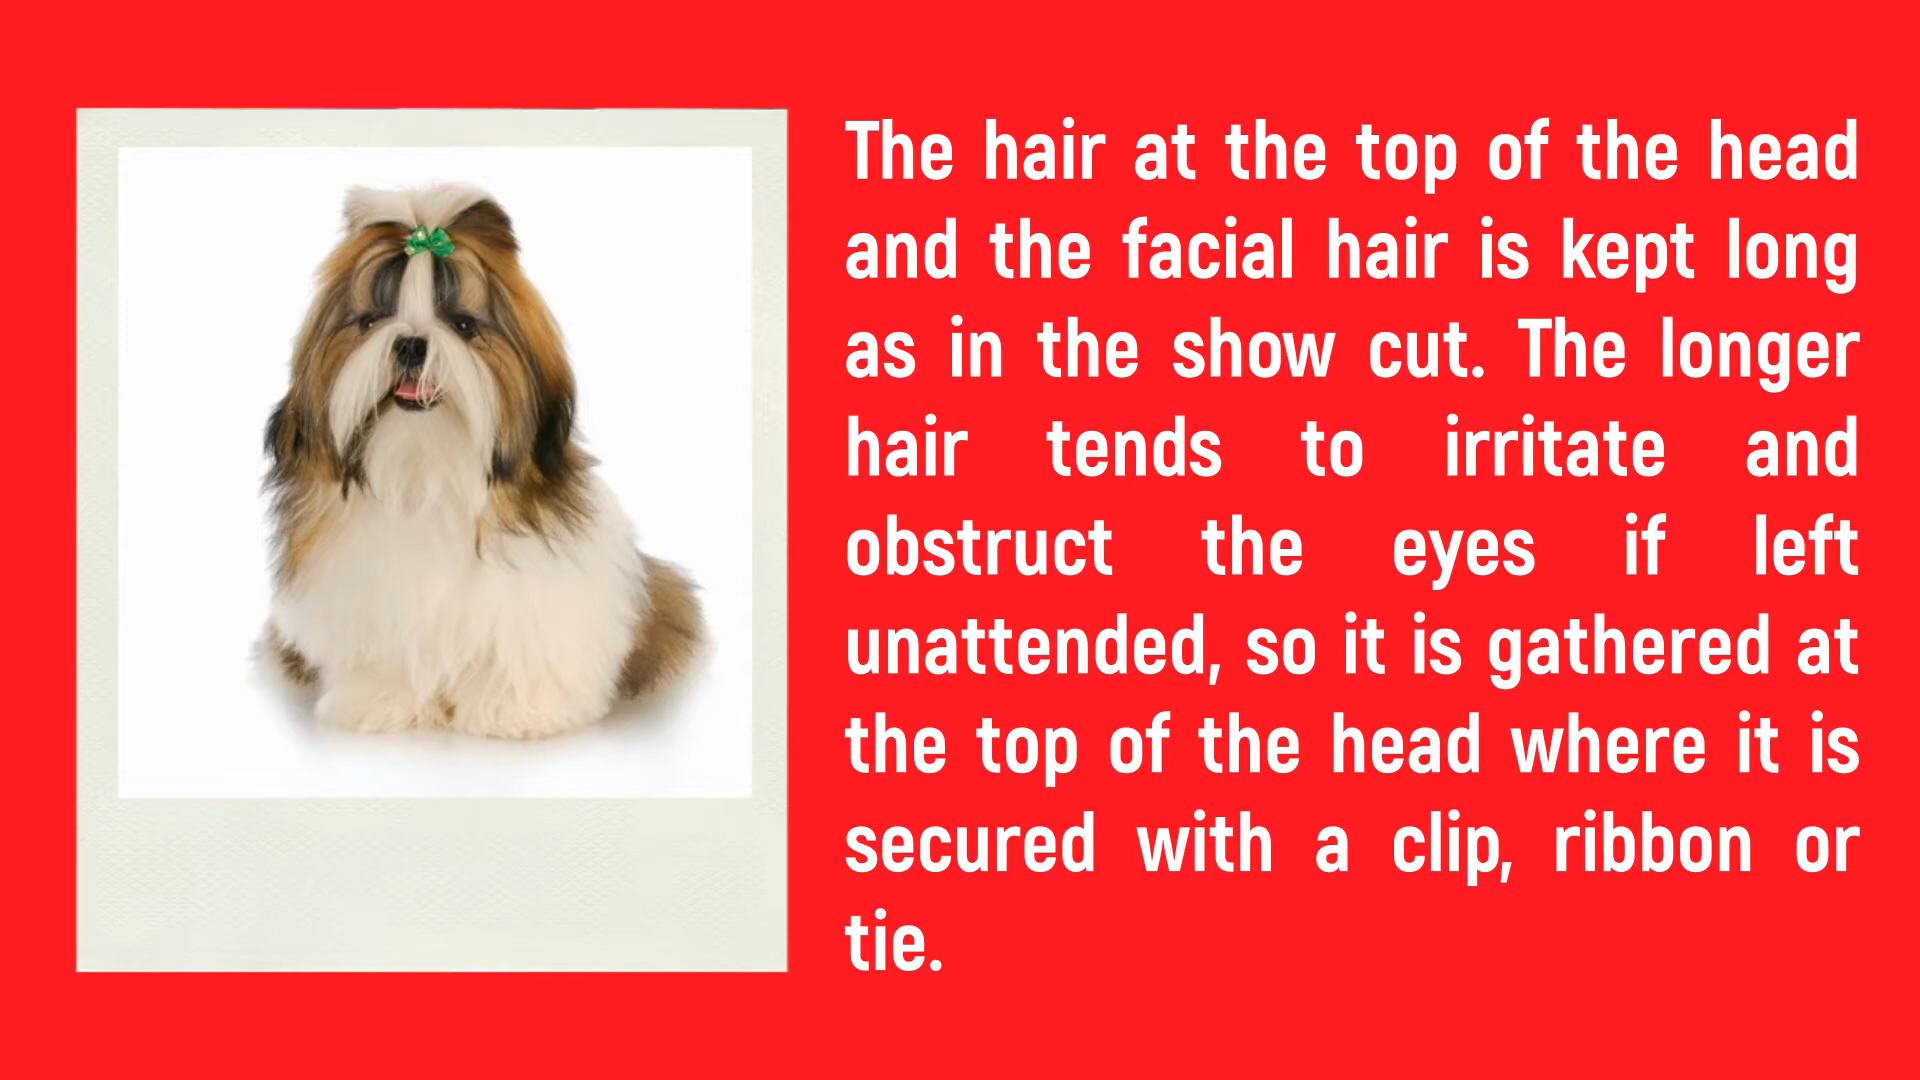 The hair at the top of the head
and the facial hair is kept long
as in the show cut. The longer
hair tends to irritate and
obstruct the eyes if left
unattended, so it is gathered at
the top of the head where it is
secured with a clip, ribbon or
tie.